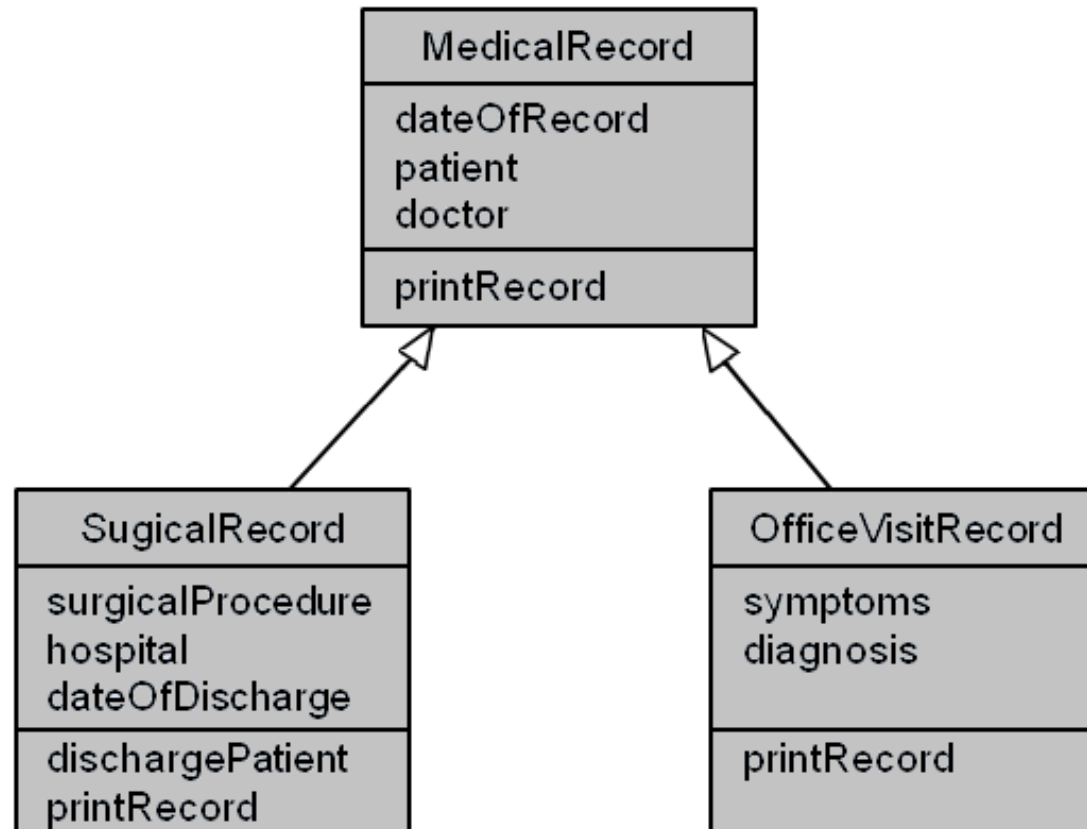 MedicalRecord
dateOfRecord
patient
doctor
printRecord
SugicalRecord
surgicalProcedure
hospital
dateOfDischarge
dischargePatient
printRecord
OfficeVisitRecord
symptoms
diagnosis
printRecord